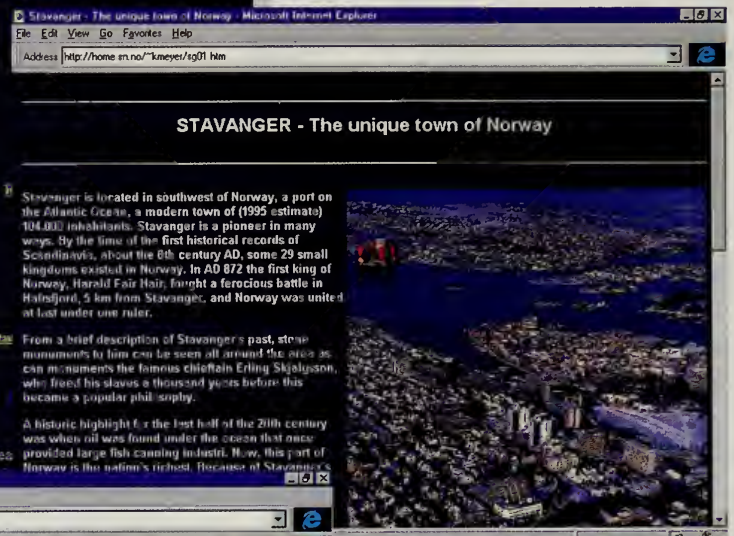 Stavanger - The unique town of Norway - Microsoft Internet Explorer
File Edit View Go Favorites Help
Address http://home sn.no/~kmeyer/sg01 htm
STAVANGER - The unique town of Norway
Stavanger is located in southwest of Norway, a port on
the Atlantic Ocean, a modern town of (1995 estimate)
104.000 inhabitants. Stavanger is a pioneer in many
ways. By the time of the first historical records of
Scandinavia, about the 8th century AD, some 29 small
kingdoms existed in Norway. In AD 872 the first king of
Norway, Harald Fair Hair, fought a ferocious battle in
Hafrsfjord, 5 km from Stavanger, and Norway was united
at last under one ruler.
From a brief description of Stavanger's past, stone
monuments to him can be seen all around the area as
can monuments the famous chieftain Erling Skjalgsson,
who freed his slaves a thousand years before this
became a popular philosophy.
A historic highlight for the last half of the 20th century
was when oil was found under the ocean that once
provided large fish canning industri. Now, this part of
Norway is the nation's richest. Because of Stavanger's